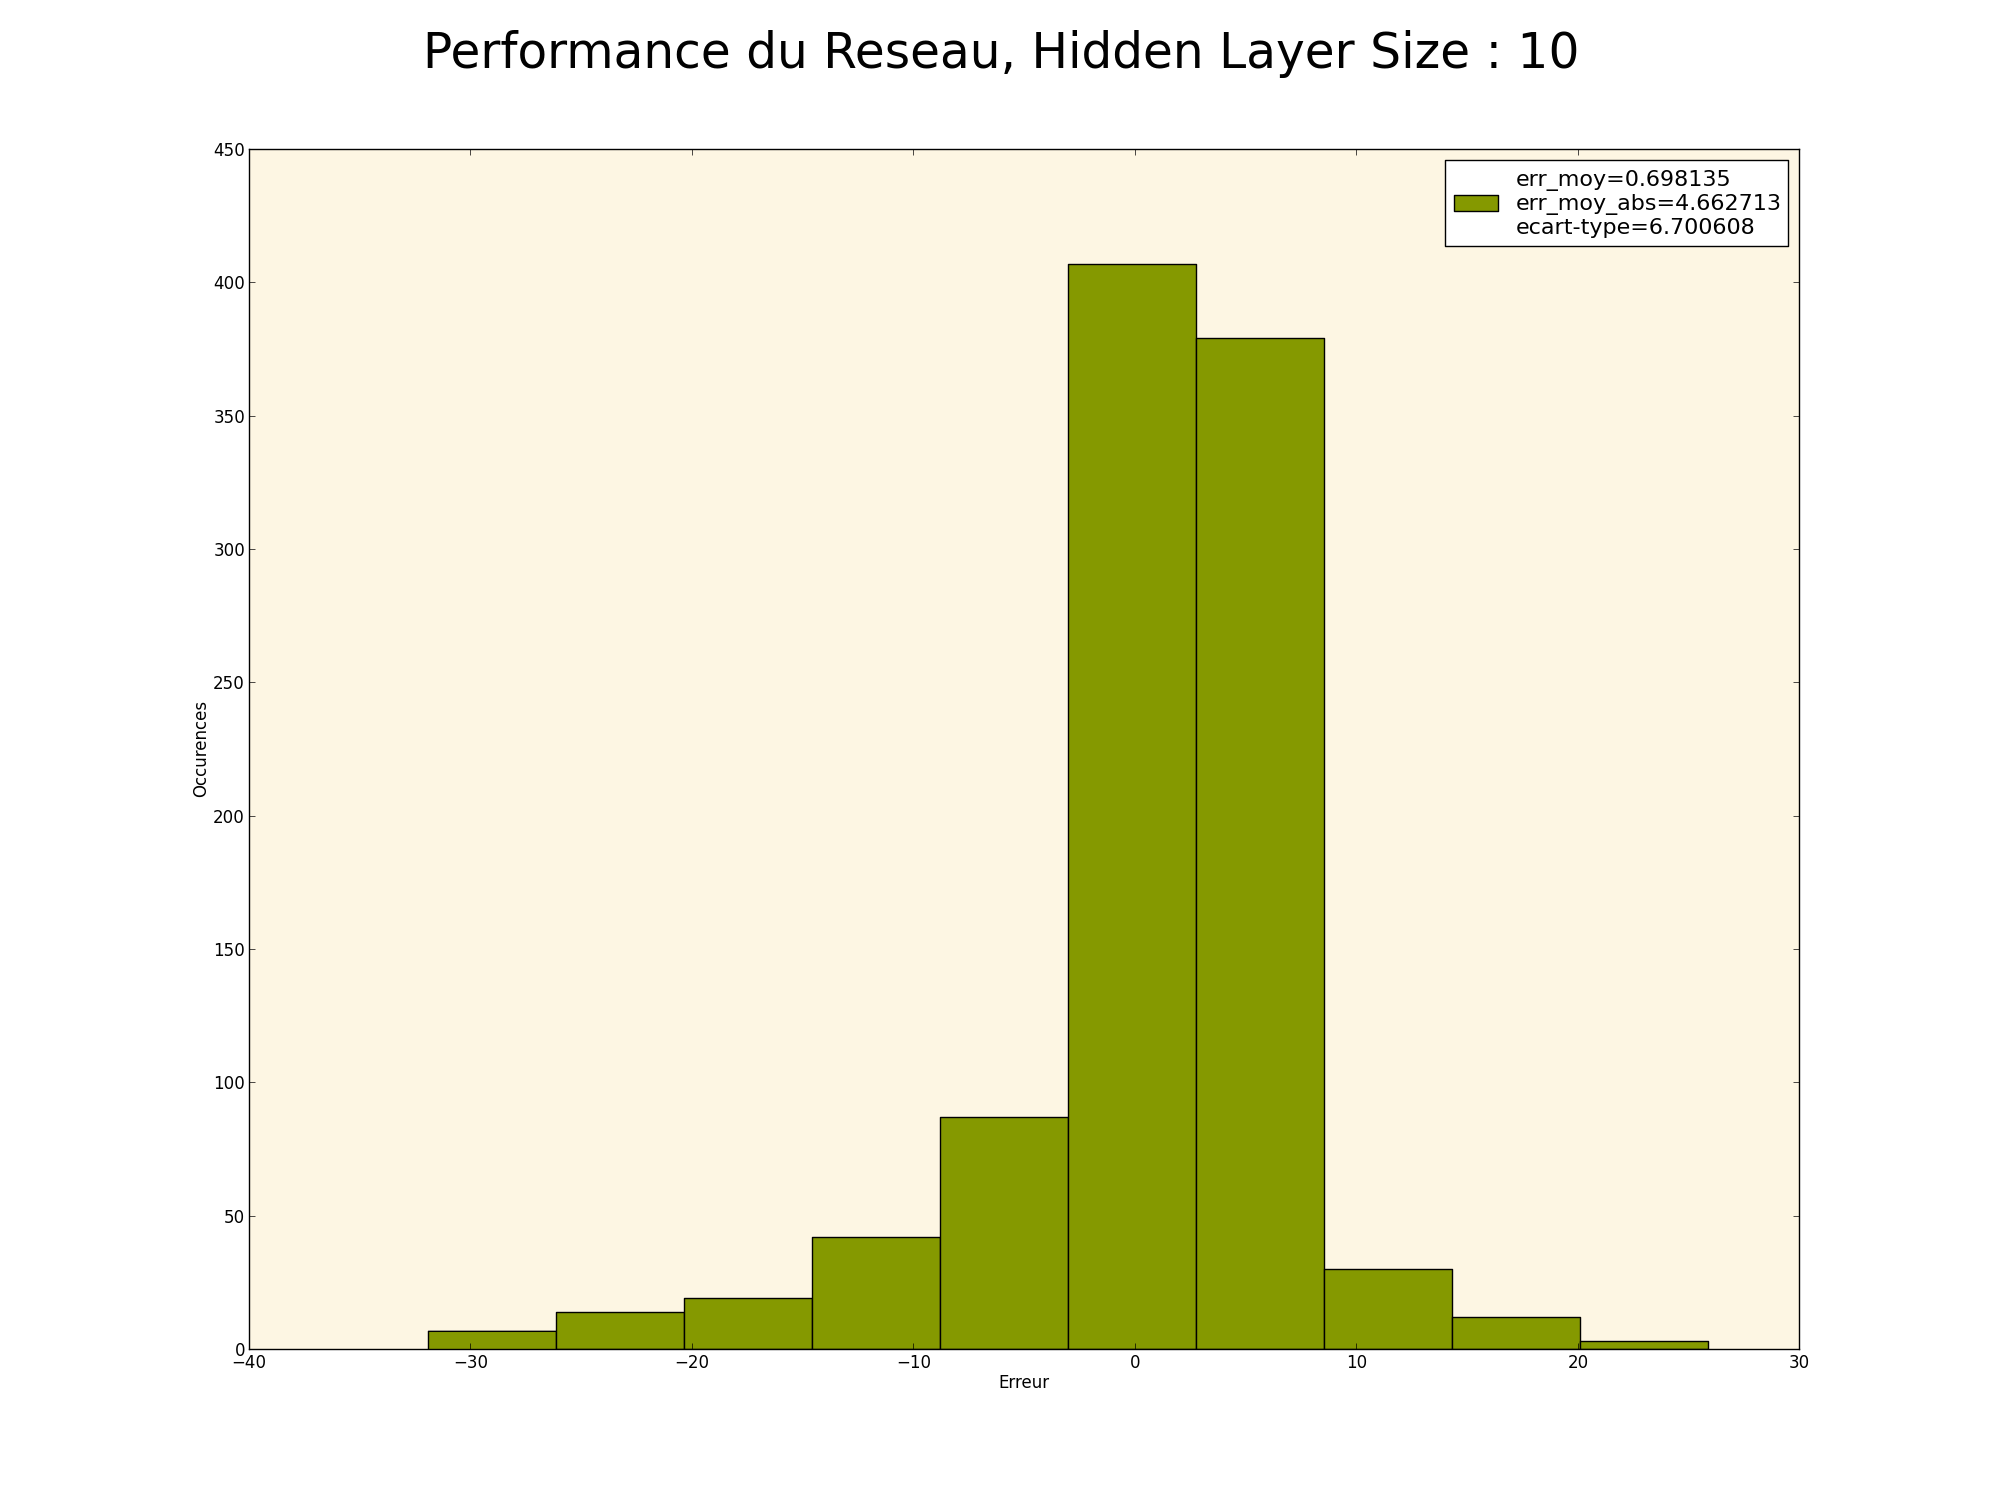 Performance du Reseau, Hidden Layer Size : 10
err_moy=0.698135
err_moy_abs=4.662713
ecart-type=6.700608
450
400
350
300
250
200
150
100
50
0
Occurences
−40 −30 −20 −10 0 10 20 30
Erreur